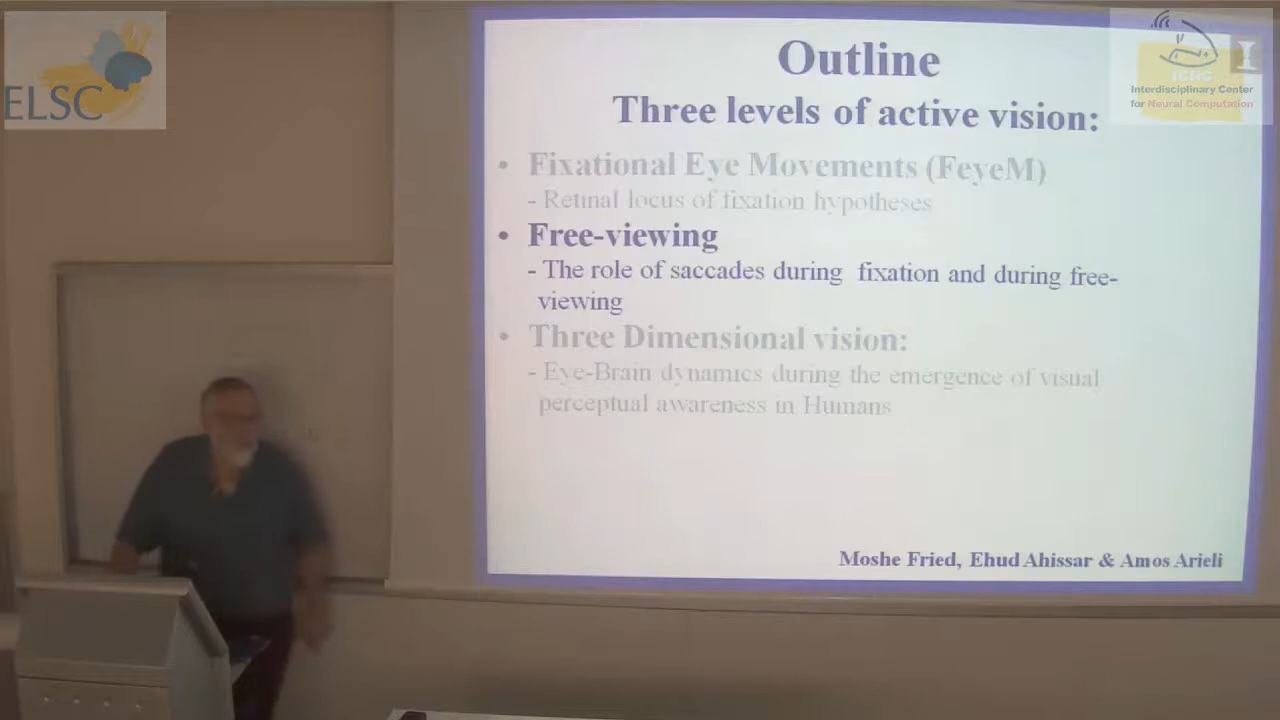 ELSC
Outline
Three levels of active vision:
ICNC
Interdisciplinary Center
for Neural Computation
• Fixational Eye Movements (FeyeM)
- Retinal locus of fixation hypotheses
• Free-viewing
- The role of saccades during fixation and during free-
viewing
• Three Dimensional vision:
- Eye-Brain dynamics during the emergence of visual
perceptual awareness in Humans
Moshe Fried, Ehud Ahissar & Amos Arieli